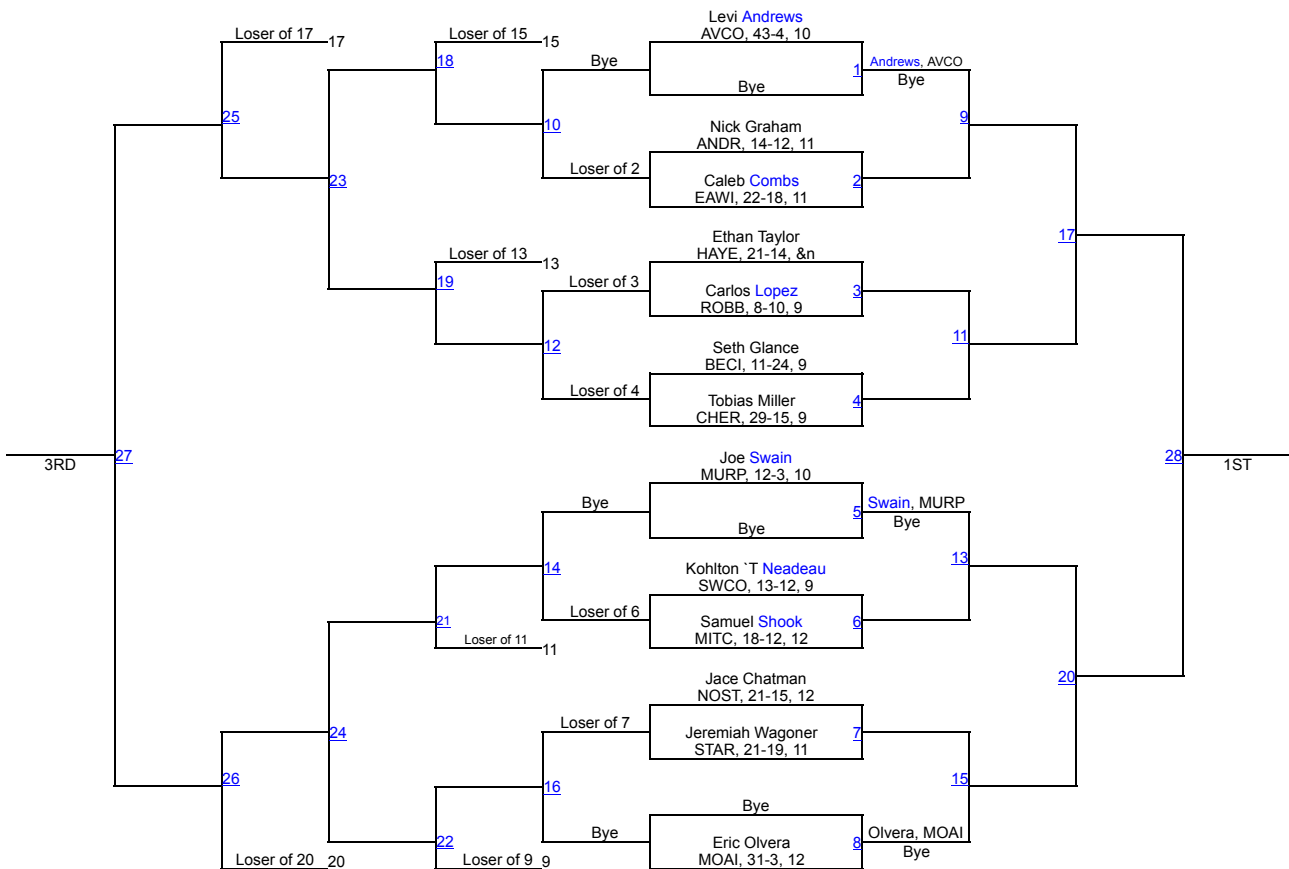 Levi Andrews
AVCO, 43-4, 10
Loser of 17 17
Loser of 15 15
18
Bye
1
Andrews, AVCO
Bye
Bye
25
10
9
Nick Graham
ANDR, 14-12, 11
Loser of 2
23
Caleb Combs
2
EAWI, 22-18, 11
Ethan Taylor
17
HAYE, 21-14, &n
Loser of 13 13
19
Loser of 3
Carlos Lopez
3
ROBB, 8-10, 9
12
11
Seth Glance
BECI, 11-24, 9
Loser of 4
Tobias Miller
4
CHER, 29-15, 9
3RD
27
Joe Swain
28
1ST
MURP, 12-3, 10
Bye
5
Swain, MURP
Bye
Bye
14
13
Kohlton `T Neadeau
SWCO, 13-12, 9
Loser of 6
21
Samuel Shook
6
MITC, 18-12, 12
Loser of 11 11
Jace Chatman
20
NOST, 21-15, 12
Loser of 7
24
Jeremiah Wagoner
7
STAR, 21-19, 11
26
16
15
Bye
Bye
22
Eric Olvera
8
Olvera, MOAI
Bye
MOAI, 31-3, 12
Loser of 20 20
Loser of 9 9